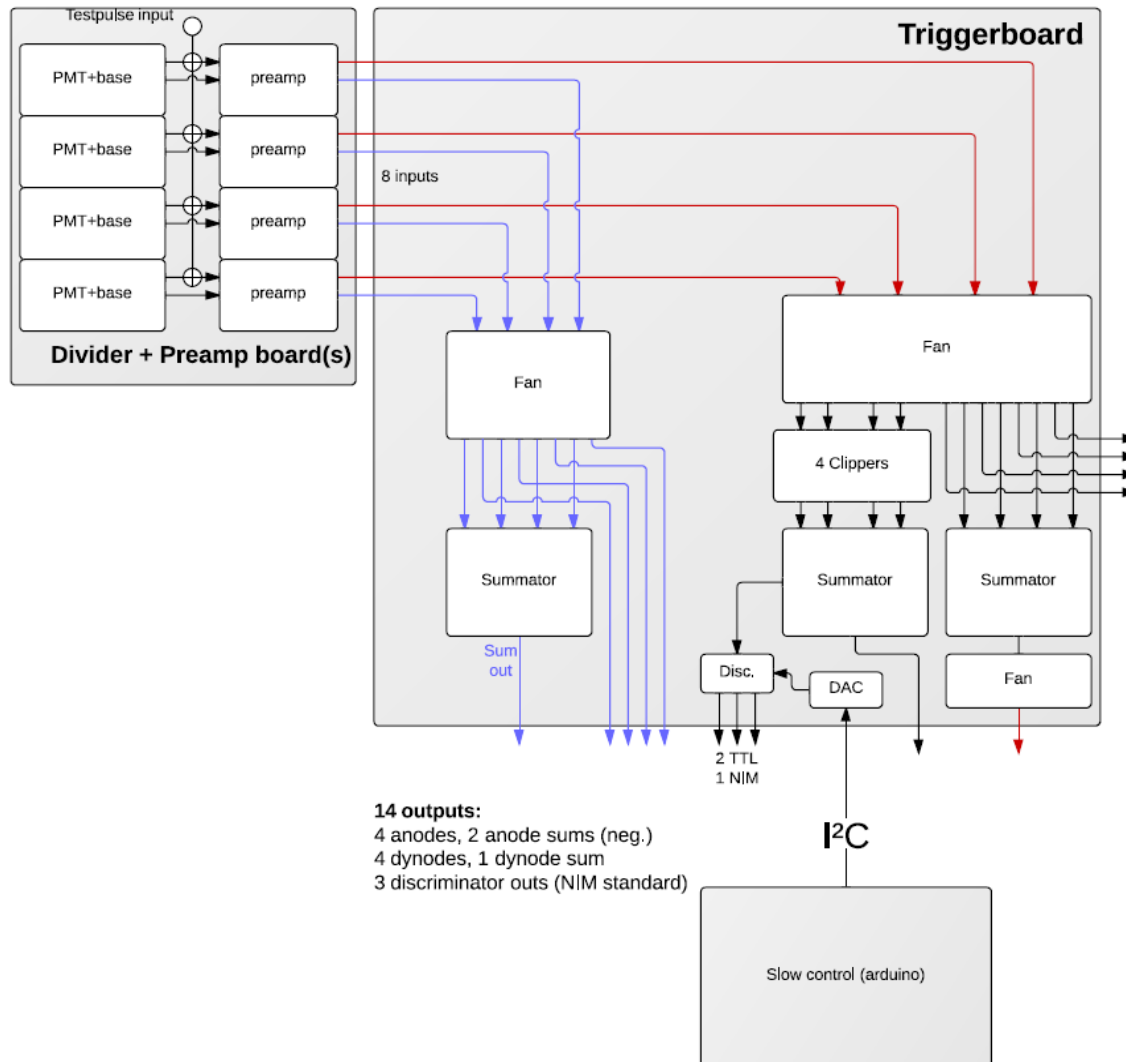 Testpulse input
Triggerboard
PMT+base
preamp
PMT+base
preamp
8 inputs
PMT+base
preamp
PMT+base
preamp
Divider + Preamp board(s)
Fan
Fan
4 Clippers
Summator
Summator
Summator
Sum
out
Disc.
DAC
Fan
2 TTL
1 NIM
14 outputs:
4 anodes, 2 anode sums (neg.)
4 dynodes, 1 dynode sum
3 discriminator outs (NIM standard)
I²C
Slow control (arduino)